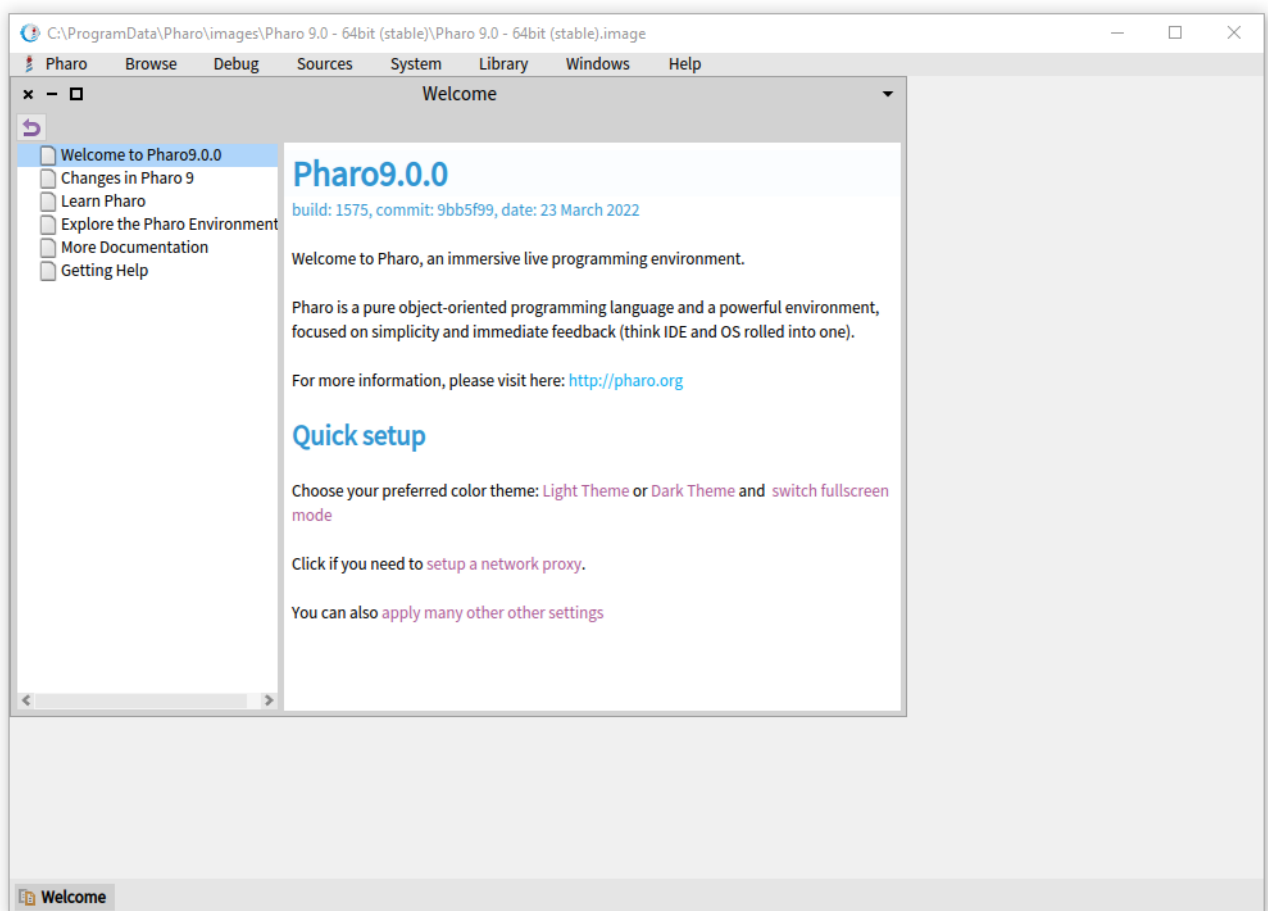 C:\ProgramData\Pharo\images\Pharo 9.0 - 64bit (stable)\Pharo 9.0 - 64bit (stable).image
Pharo Browse Debug Sources System Library Windows Help
Welcome
Welcome to Pharo9.0.0
Changes in Pharo 9
Learn Pharo
Explore the Pharo Environment
More Documentation
Getting Help
Pharo9.0.0
build: 1575, commit: 9bb5f99, date: 23 March 2022
Welcome to Pharo, an immersive live programming environment.
Pharo is a pure object-oriented programming language and a powerful environment,
focused on simplicity and immediate feedback (think IDE and OS rolled into one).
For more information, please visit here: http://pharo.org
Quick setup
Choose your preferred color theme: Light Theme or Dark Theme and switch fullscreen
mode
Click if you need to setup a network proxy.
You can also apply many other other settings
Welcome